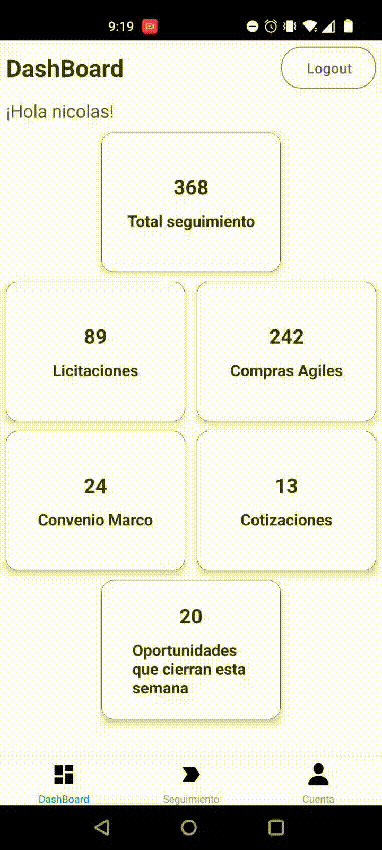 9:19
DashBoard
Logout
¡Hola nicolas!
368
Total seguimiento
89
Licitaciones
242
Compras Agiles
24
Convenio Marco
13
Cotizaciones
20
Oportunidades
que cierran esta
semana
DashBoard
Seguimiento
Cuenta